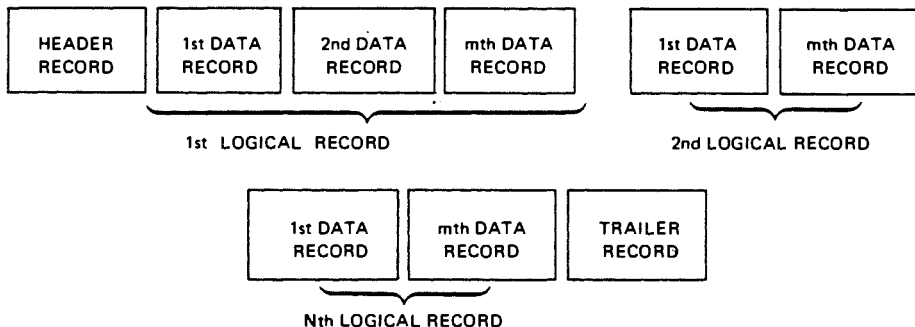 HEADER
RECORD
1st DATA
RECORD
2nd DATA
RECORD
mth DATA
RECORD
1st DATA
RECORD
mth DATA
RECORD
1st LOGICAL RECORD
2nd LOGICAL RECORD
1st DATA
RECORD
mth DATA
RECORD
TRAILER
RECORD
Nth LOGICAL RECORD